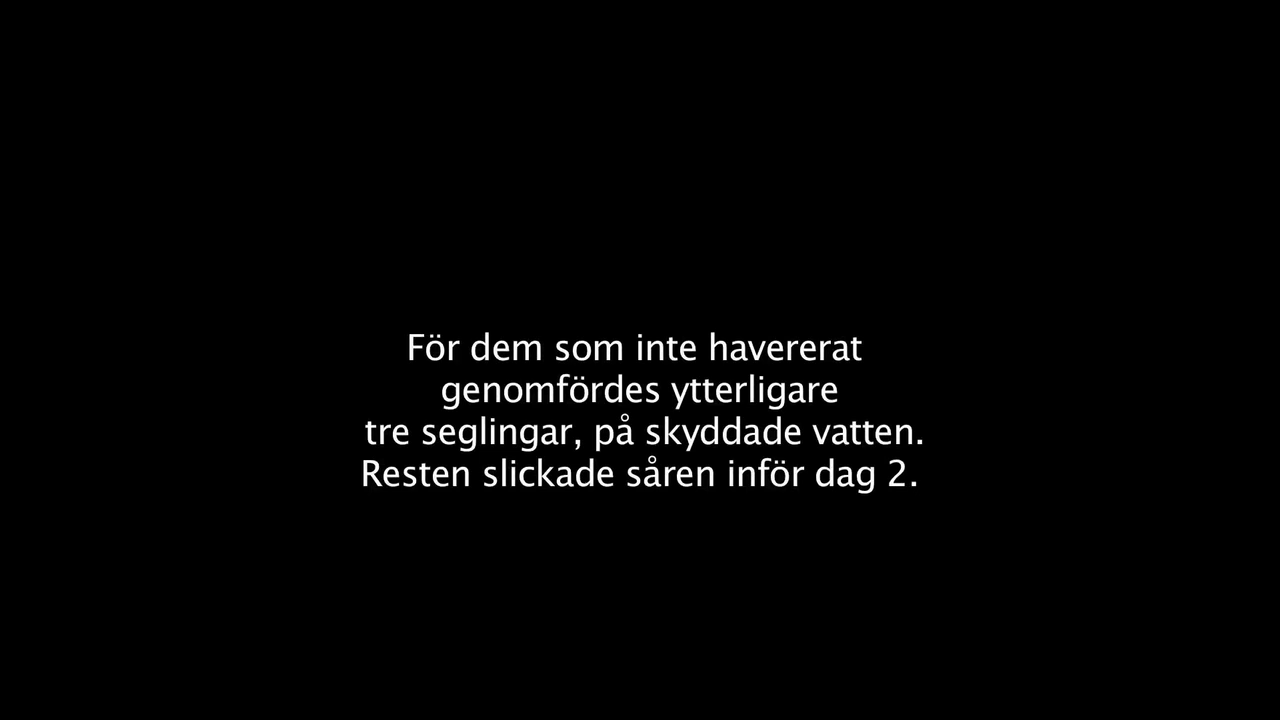 För dem som inte havererat
genomfördes ytterligare
tre seglingar, på skyddade vatten.
Resten slickade såren inför dag 2.